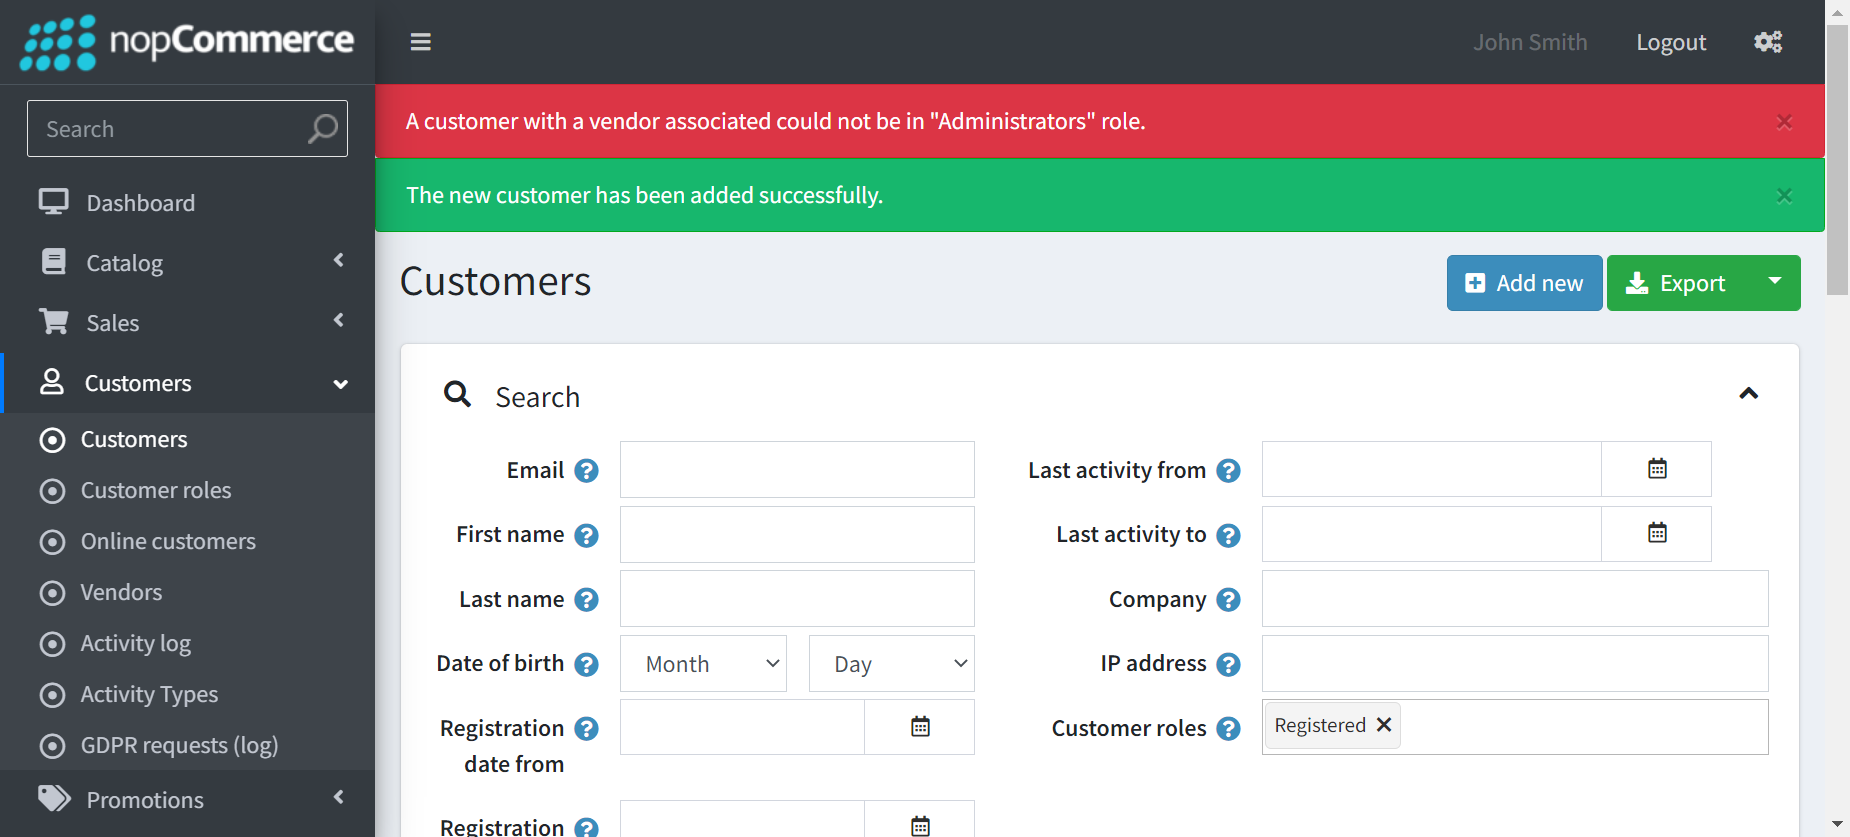 nopCommerce
John Smith
Logout
Search
A customer with a vendor associated could not be in "Administrators" role.
The new customer has been added successfully.
Dashboard
Catalog
Sales
Customers
Customers
Customer roles
Online customers
Vendors
Activity log
Activity Types
GDPR requests (log)
Promotions
Customers
Add new
Export
Search
Email
Last activity from
First name
Last activity to
Last name
Company
Date of birth
Month
Day
IP address
Registration
date from
Customer roles
Registered
Registration